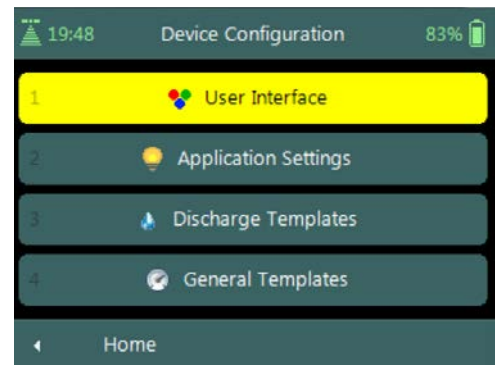 19:48 Device Configuration 83%
1 User Interface
2 Application Settings
3 Discharge Templates
4 General Templates
Home